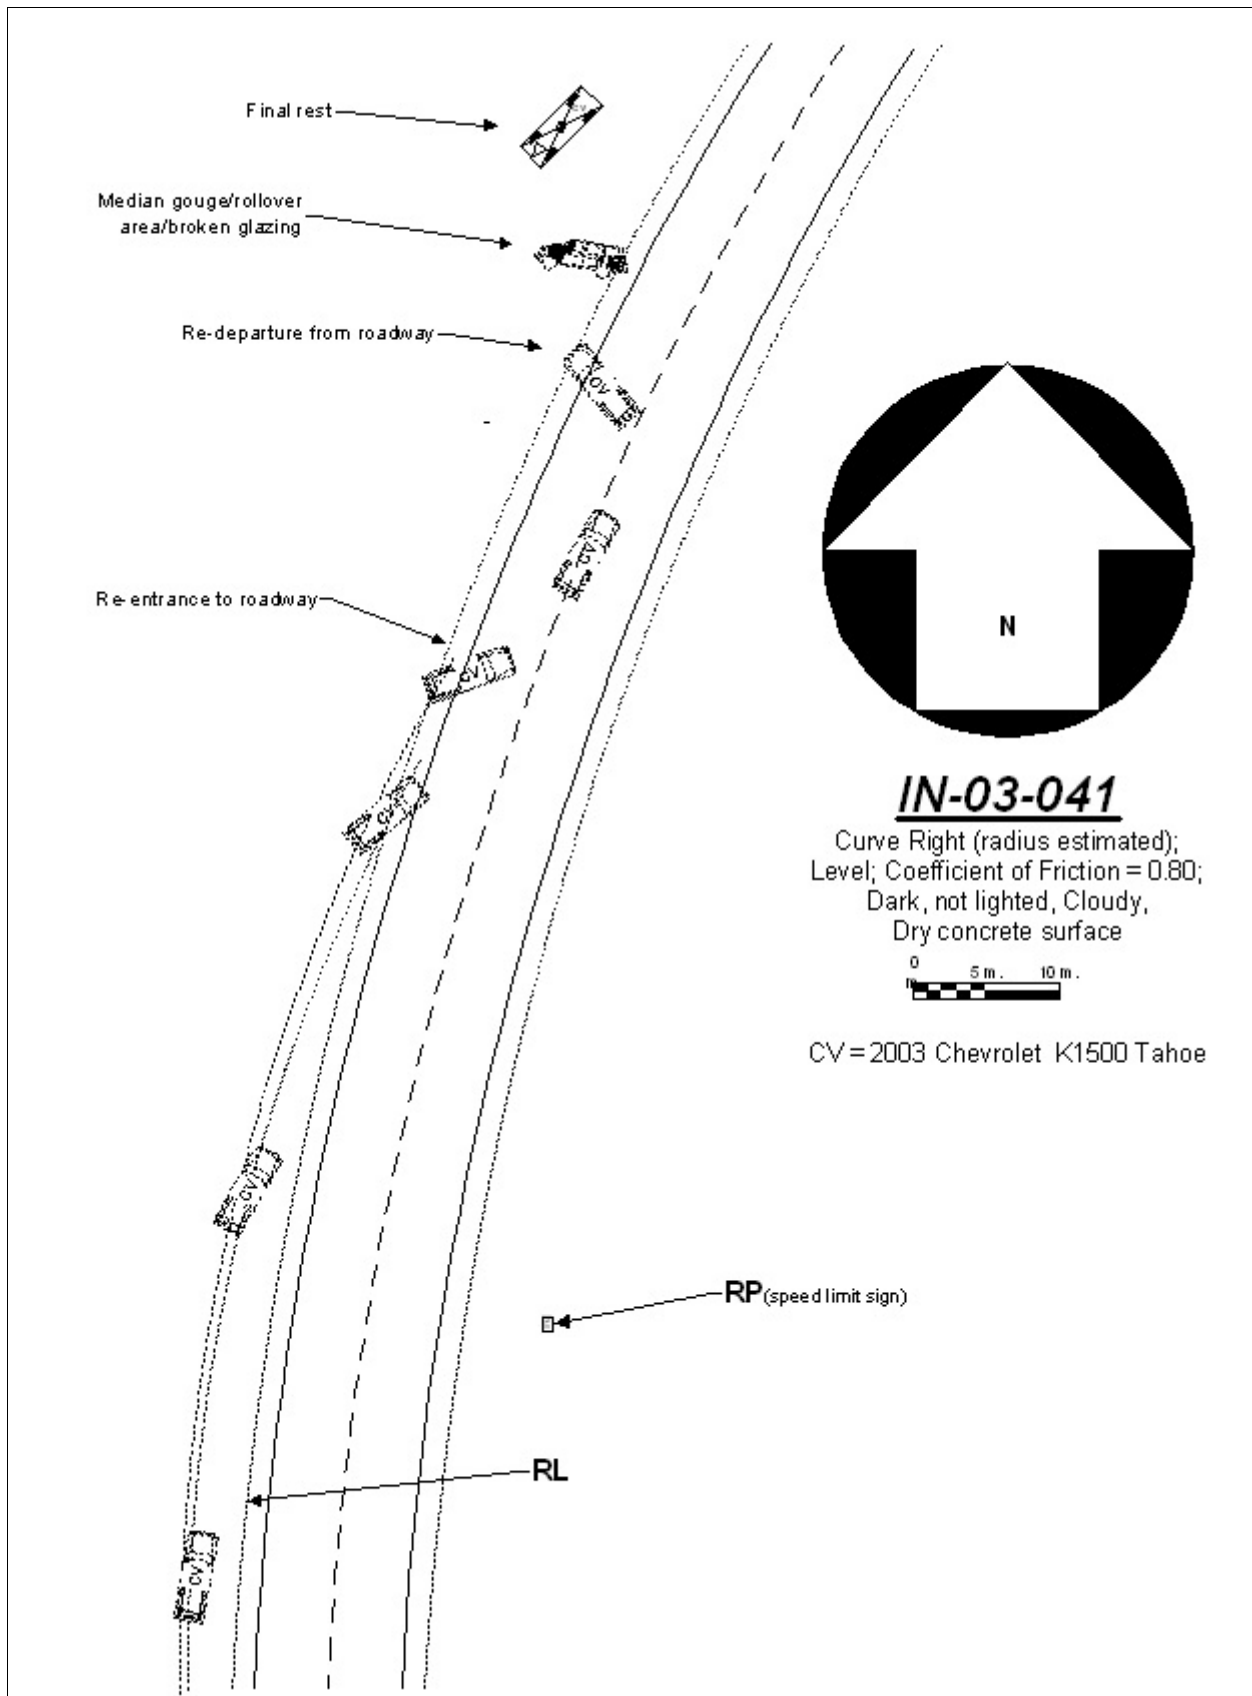 Final rest
Median gouge/rollover
area/broken glazing
Re-departure from roadway
CV
CV
Re-entrance to roadway
CV
CV
N
IN-03-041
Curve Right (radius estimated);
Level; Coefficient of Friction = 0.80;
Dark, not lighted, Cloudy,
Dry concrete surface
0 5 m. 10 m.
m
CV = 2003 Chevrolet K1500 Tahoe
CV
RP (speed limit sign)
RL
CV